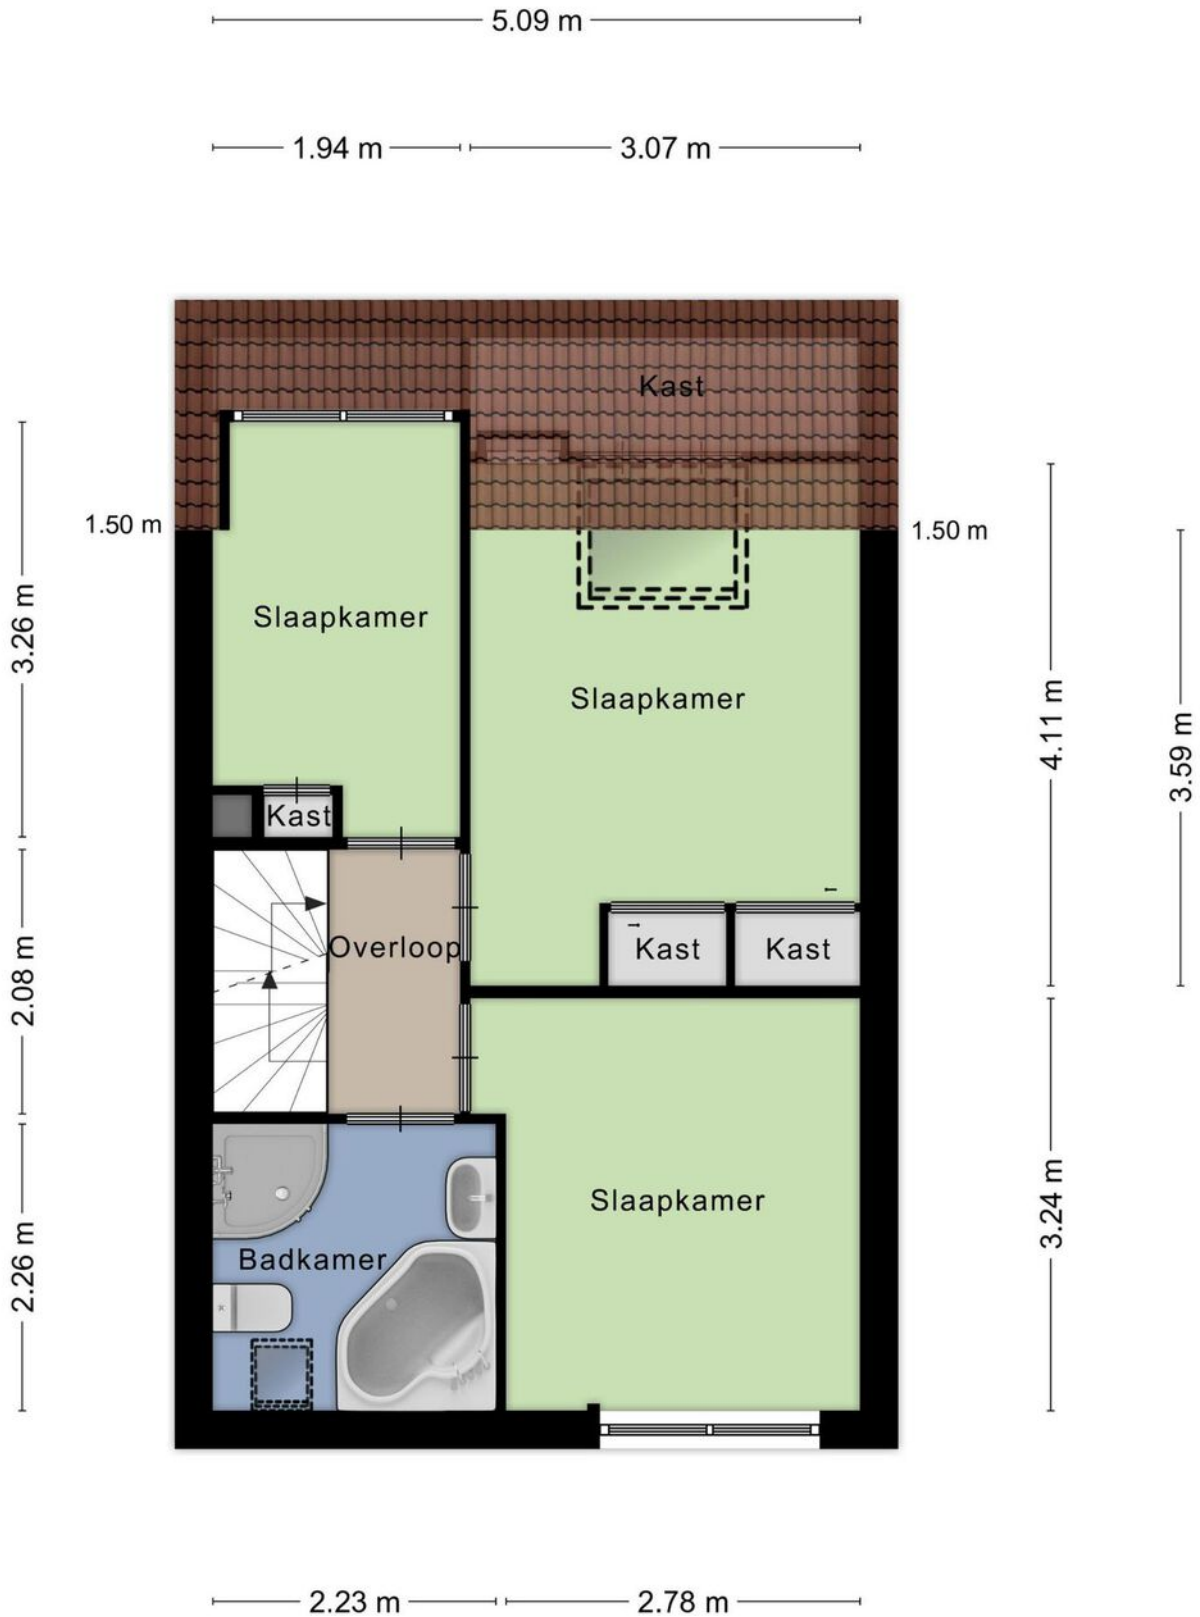 5.09 m
1.94 m
3.07 m
Kast
1.50 m
1.50 m
3.26 m
Slaapkamer
Slaapkamer
4.11 m
3.59 m
Kast
2.08 m
Overloop
Kast
Kast
Slaapkamer
3.24 m
2.26 m
Badkamer
2.23 m
2.78 m